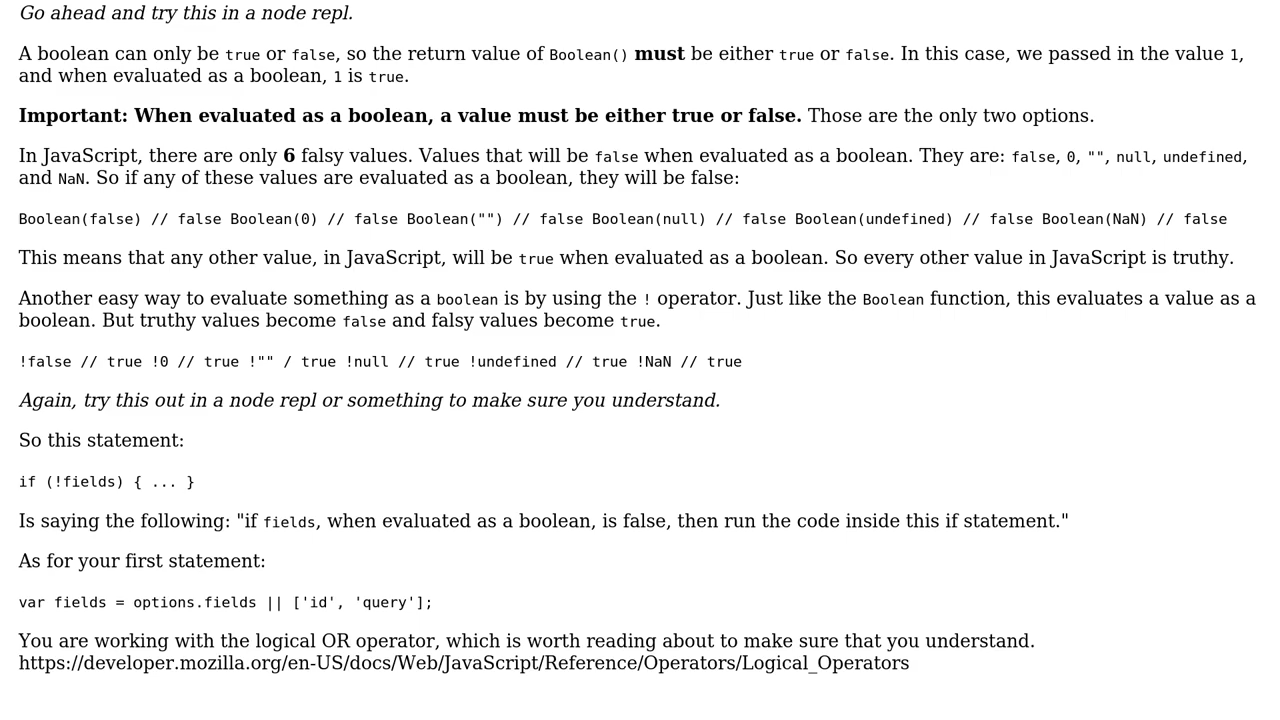 Go ahead and try this in a node repl.
A boolean can only be true or false, so the return value of Boolean() must be either true or false. In this case, we passed in the value 1,
and when evaluated as a boolean, 1 is true.
Important: When evaluated as a boolean, a value must be either true or false. Those are the only two options.
In JavaScript, there are only 6 falsy values. Values that will be false when evaluated as a boolean. They are: false, 0, "", null, undefined,
and NaN. So if any of these values are evaluated as a boolean, they will be false:
Boolean(false) // false Boolean(0) // false Boolean("") // false Boolean(null) // false Boolean(undefined) // false Boolean(NaN) // false
This means that any other value, in JavaScript, will be true when evaluated as a boolean. So every other value in JavaScript is truthy.
Another easy way to evaluate something as a boolean is by using the ! operator. Just like the Boolean function, this evaluates a value as a
boolean. But truthy values become false and falsy values become true.
!false // true !0 // true !"" / true !null // true !undefined // true !NaN // true
Again, try this out in a node repl or something to make sure you understand.
So this statement:
if (!fields) { ... }
Is saying the following: "if fields, when evaluated as a boolean, is false, then run the code inside this if statement."
As for your first statement:
var fields = options.fields || ['id', 'query'];
You are working with the logical OR operator, which is worth reading about to make sure that you understand.
https://developer.mozilla.org/en-US/docs/Web/JavaScript/Reference/Operators/Logical_Operators